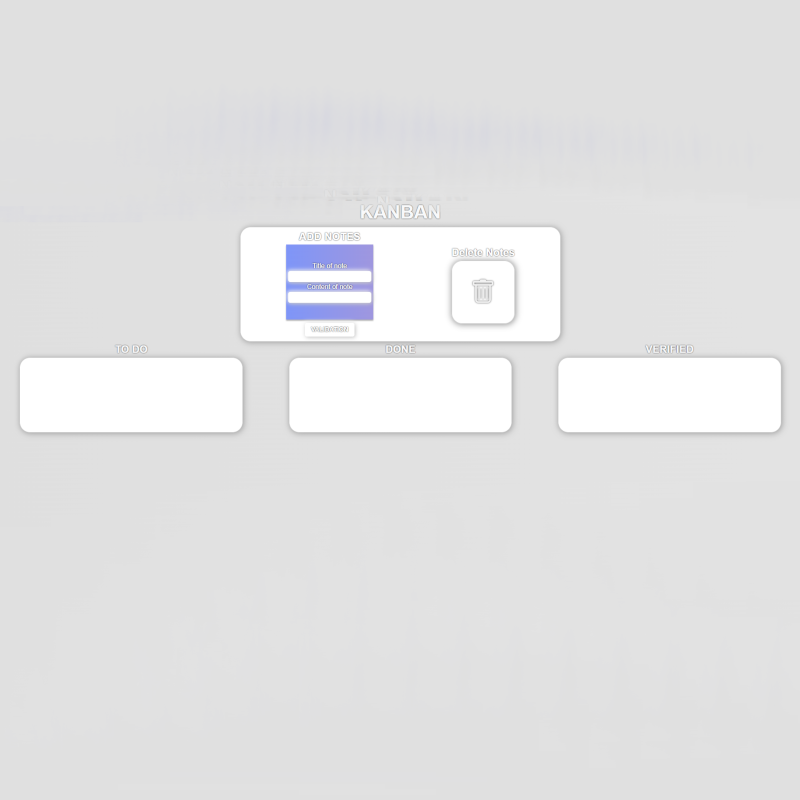 KANBAN
ADD NOTES
Title of note
Content of note
VALIDATION
Delete Notes
TO DO
DONE
VERIFIED